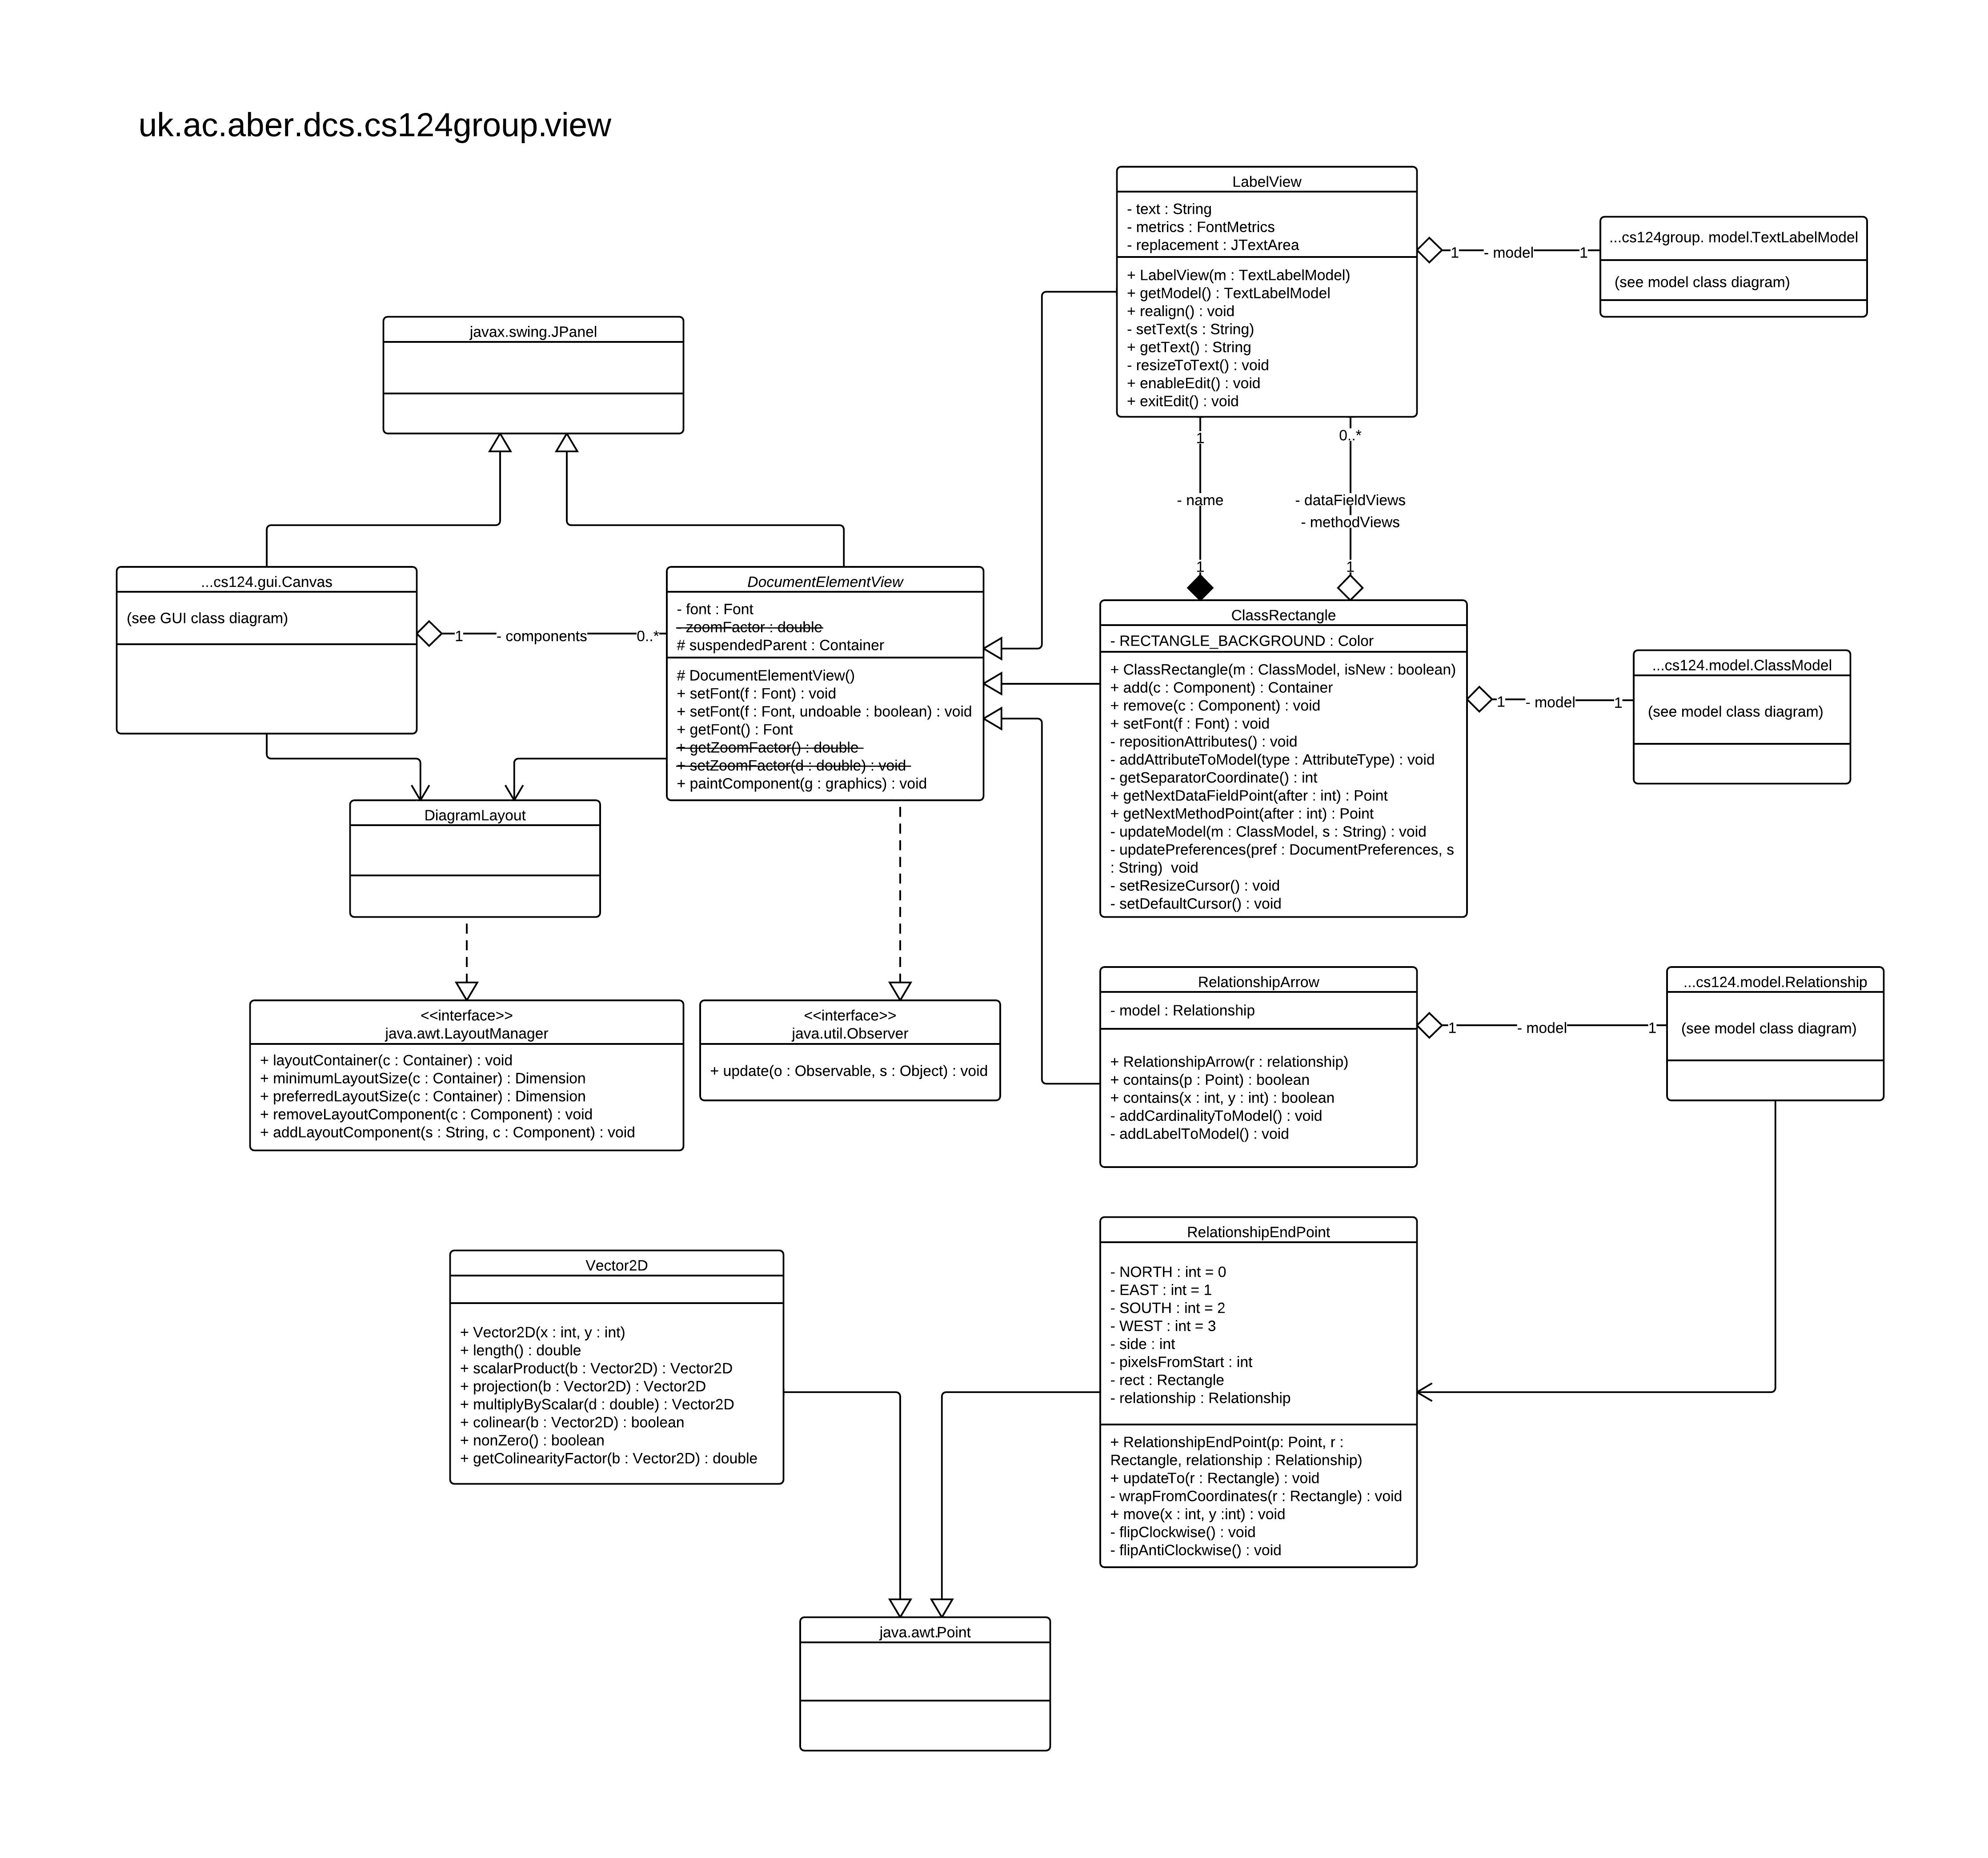 uk.ac.aber.dcs.cs124group.view
LabelView
- text : String
- metrics : FontMetrics
- replacement : JTextArea
+ LabelView(m : TextLabelModel)
+ getModel() : TextLabelModel
+ realign() : void
- setText(s : String)
+ getText() : String
- resizeToText() : void
+ enableEdit() : void
+ exitEdit() : void
1
- model
1
...cs124group. model.TextLabelModel
(see model class diagram)
javax.swing.JPanel
1
- name
1
0..*
- dataFieldViews
- methodViews
1
...cs124.gui.Canvas
(see GUI class diagram)
1
- components
0..*
DocumentElementView
- font : Font
- zoomFactor : double
# suspendedParent : Container
# DocumentElementView()
+ setFont(f : Font) : void
+ setFont(f : Font, undoable : boolean) : void
+ getFont() : Font
+ getZoomFactor() : double
+ setZoomFactor(d : double) : void
+ paintComponent(g : graphics) : void
ClassRectangle
- RECTANGLE_BACKGROUND : Color
+ ClassRectangle(m : ClassModel, isNew : boolean)
+ add(c : Component) : Container
+ remove(c : Component) : void
+ setFont(f : Font) : void
- repositionAttributes() : void
- addAttributeToModel(type : AttributeType) : void
- getSeparatorCoordinate() : int
+ getNextDataFieldPoint(after : int) : Point
+ getNextMethodPoint(after : int) : Point
- updateModel(m : ClassModel, s : String) : void
- updatePreferences(pref : DocumentPreferences, s
: String)  void
- setResizeCursor() : void
- setDefaultCursor() : void
1
- model
1
...cs124.model.ClassModel
(see model class diagram)
DiagramLayout
<<interface>>
java.awt.LayoutManager
+ layoutContainer(c : Container) : void
+ minimumLayoutSize(c : Container) : Dimension
+ preferredLayoutSize(c : Container) : Dimension
+ removeLayoutComponent(c : Component) : void
+ addLayoutComponent(s : String, c : Component) : void
<<interface>>
java.util.Observer
+ update(o : Observable, s : Object) : void
RelationshipArrow
- model : Relationship
+ RelationshipArrow(r : relationship)
+ contains(p : Point) : boolean
+ contains(x : int, y : int) : boolean
- addCardinalityToModel() : void
- addLabelToModel() : void
1
- model
1
...cs124.model.Relationship
(see model class diagram)
Vector2D
+ Vector2D(x : int, y : int)
+ length() : double
+ scalarProduct(b : Vector2D) : Vector2D
+ projection(b : Vector2D) : Vector2D
+ multiplyByScalar(d : double) : Vector2D
+ colinear(b : Vector2D) : boolean
+ nonZero() : boolean
+ getColinearityFactor(b : Vector2D) : double
RelationshipEndPoint
- NORTH : int = 0
- EAST : int = 1
- SOUTH : int = 2
- WEST : int = 3
- side : int
- pixelsFromStart : int
- rect : Rectangle
- relationship : Relationship
+ RelationshipEndPoint(p: Point, r :
Rectangle, relationship : Relationship)
+ updateTo(r : Rectangle) : void
- wrapFromCoordinates(r : Rectangle) : void
+ move(x : int, y :int) : void
- flipClockwise() : void
- flipAntiClockwise() : void
java.awt.Point